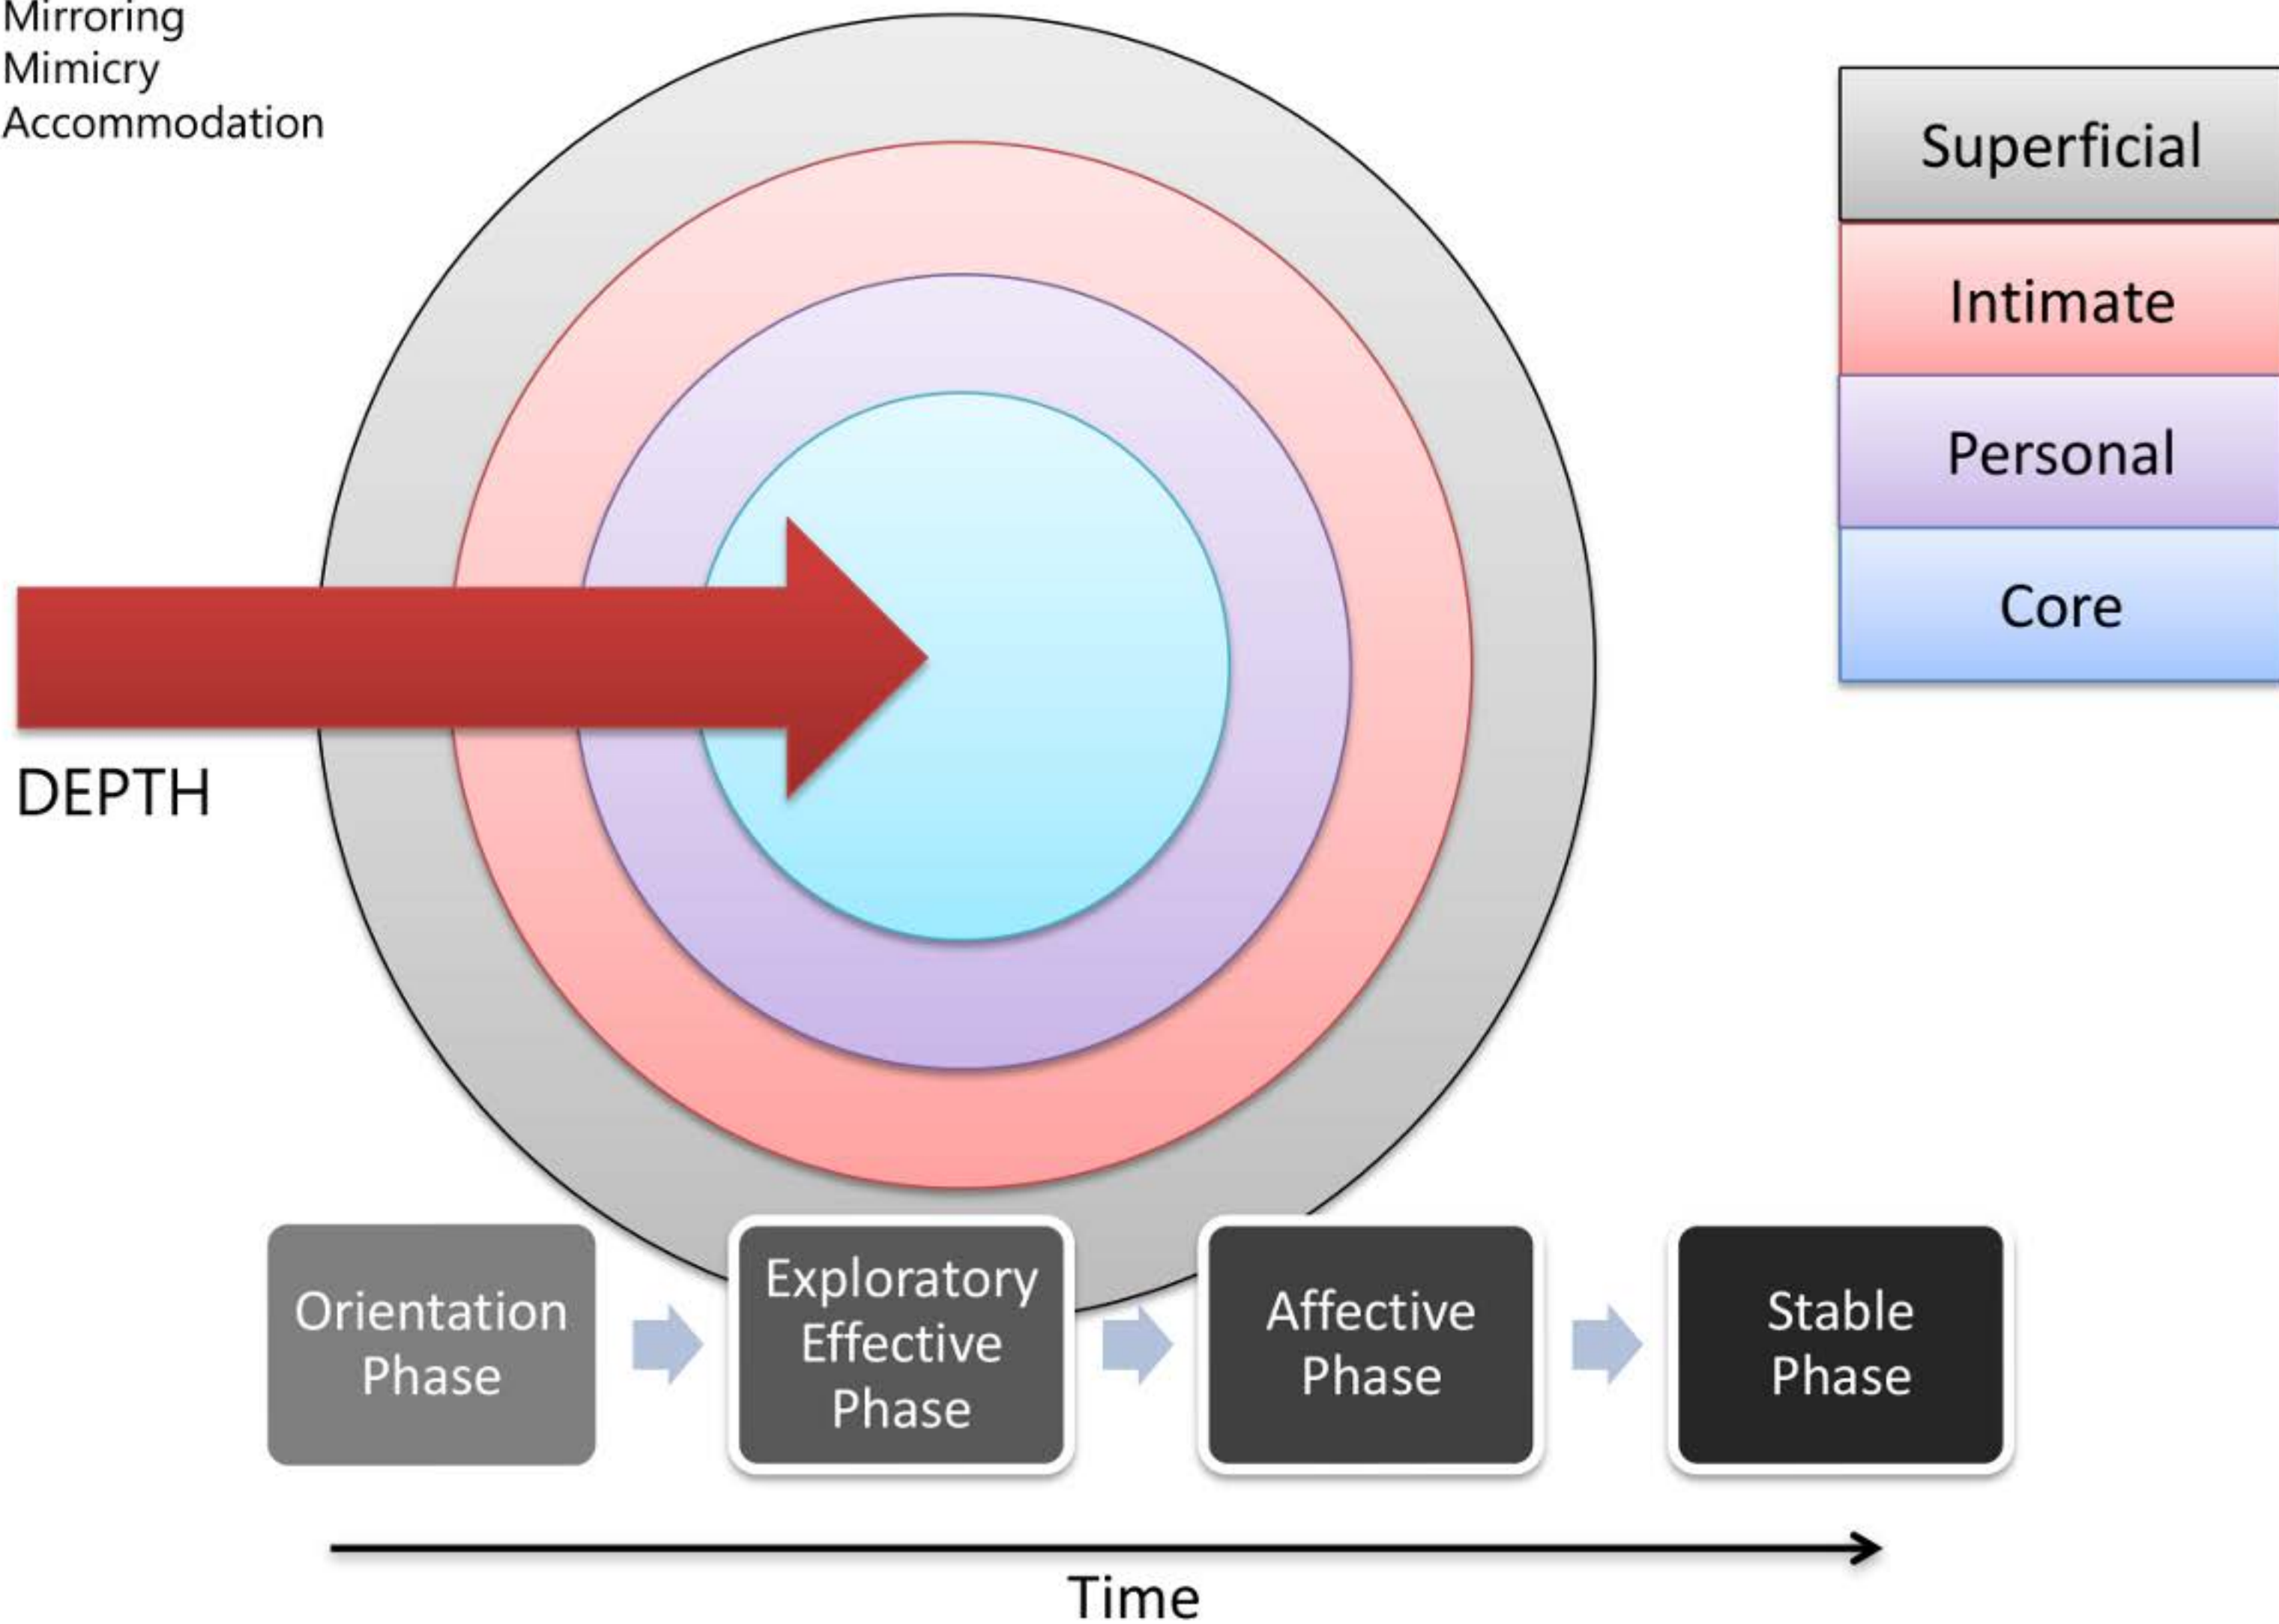 Mirroring
Mimicry
Accommodation
Superficial
Intimate
Personal
Core
DEPTH
Orientation
Phase
Exploratory
Effective
Phase
Affective
Phase
Stable
Phase
Time